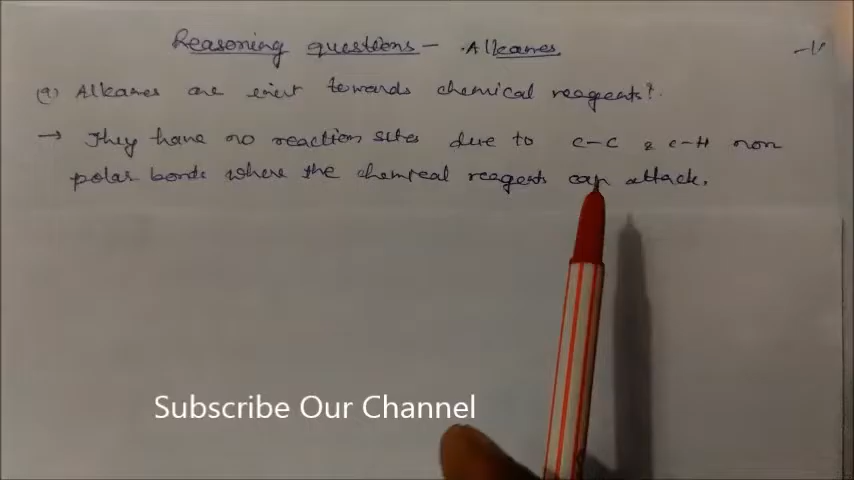 Reasoning questions - Alkanes.
(a) Alkanes are inert towards chemical reagents?
→ They have no reaction sites due to C-C & C-H non
polar bonds where the chemical reagents can attack.
Subscribe Our Channel